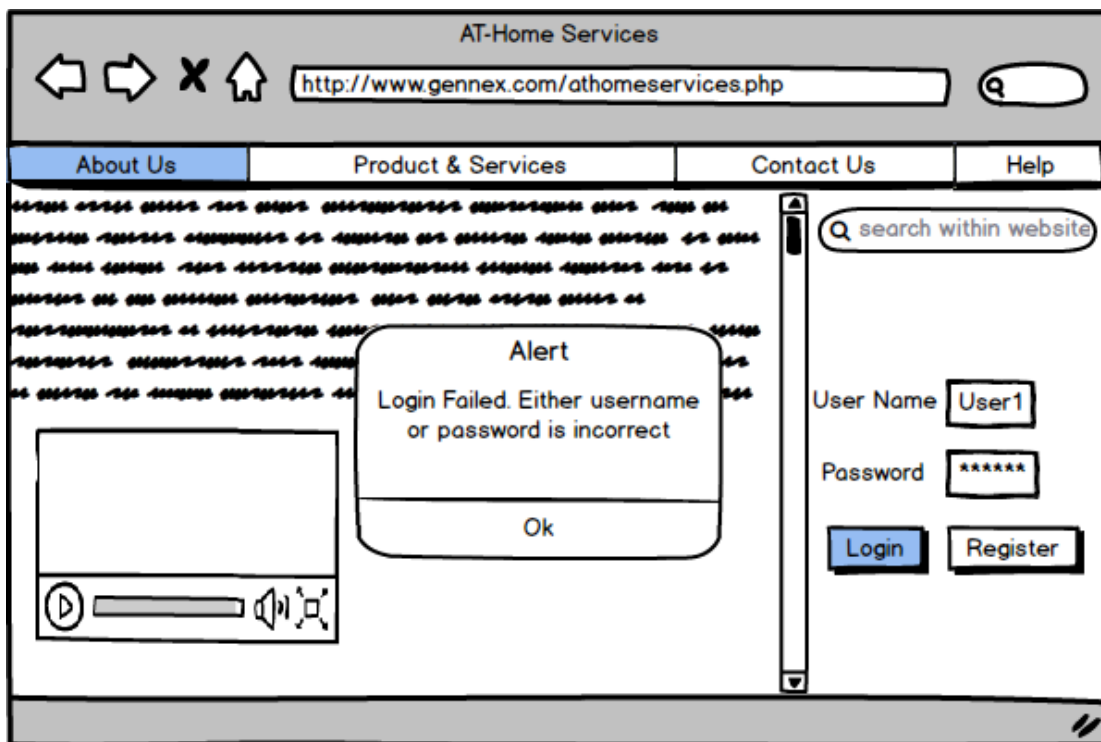 AT-Home Services
http://www.gennex.com/athomeservices.php
About Us Product & Services Contact Us Help
search within website
Alert
Login Failed. Either username
or password is incorrect
Ok
User Name User1
Password ******
Login Register